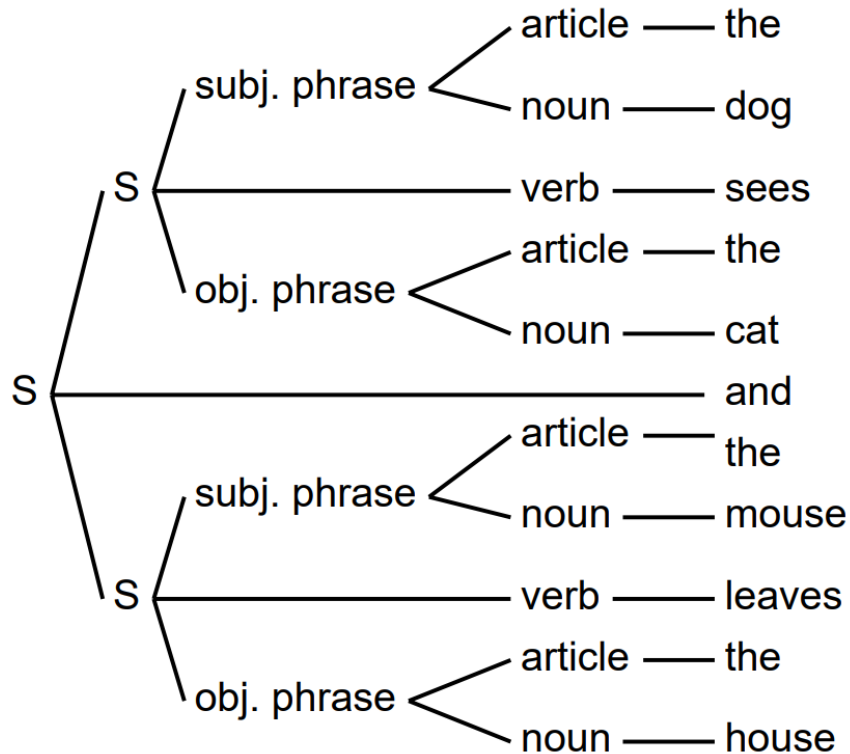 article the
subj. phrase
noun dog
S verb sees
article the
obj. phrase
noun cat
S and
article the
subj. phrase
noun mouse
S verb leaves
article the
obj. phrase
noun house